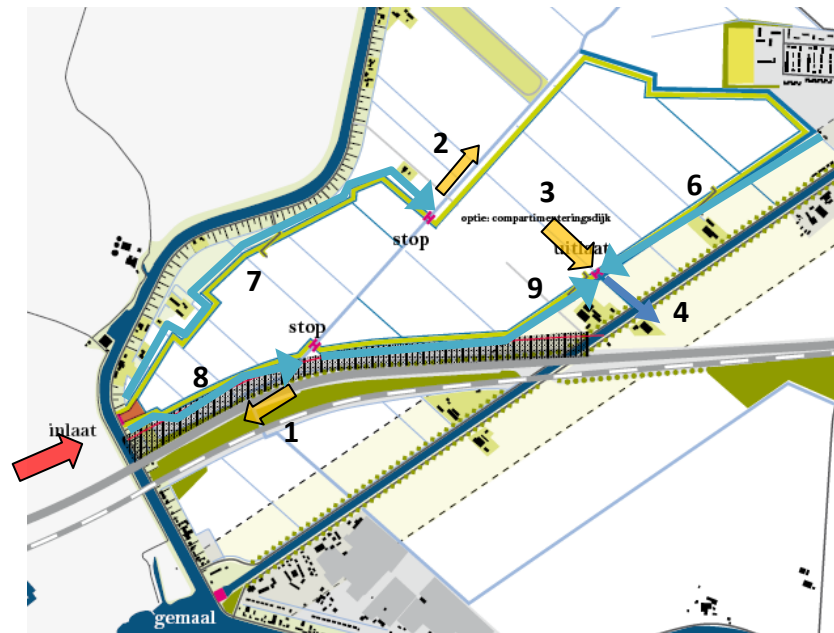 2
3
6
optie: compartimenteringsdijk
stop
uitlaat
7
9
4
stop
8
inlaat
1
gemaal